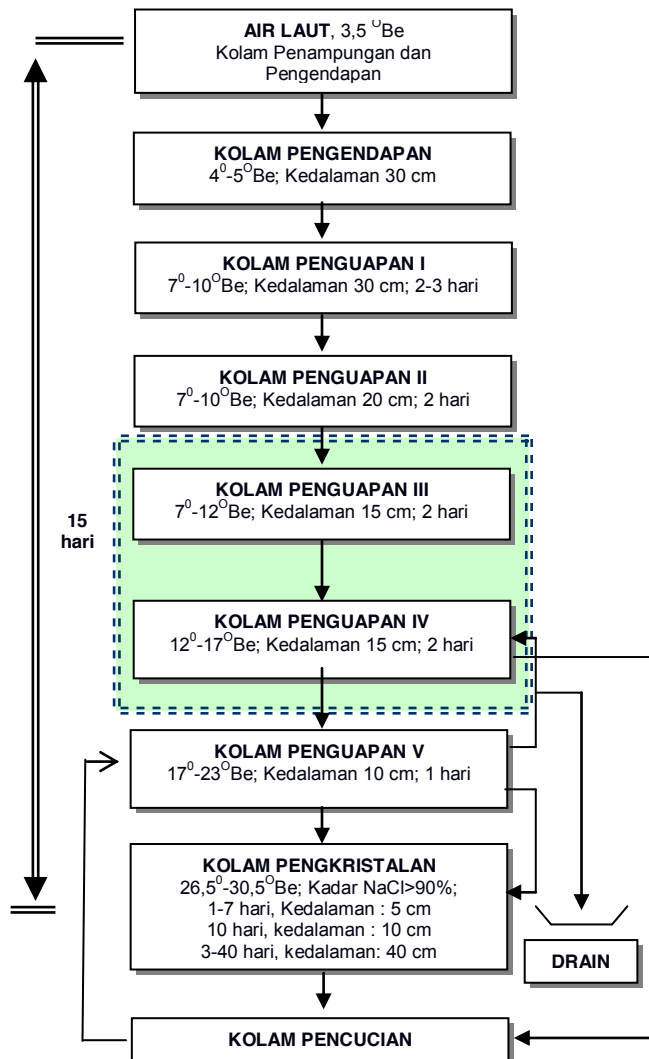 AIR LAUT, 3,5 ᴼBe
Kolam Penampungan dan
Pengendapan
KOLAM PENGENDAPAN
4⁰-5ᴼBe; Kedalaman 30 cm
KOLAM PENGUAPAN I
7⁰-10ᴼBe; Kedalaman 30 cm; 2-3 hari
KOLAM PENGUAPAN II
7⁰-10ᴼBe; Kedalaman 20 cm; 2 hari
KOLAM PENGUAPAN III
7⁰-12ᴼBe; Kedalaman 15 cm; 2 hari
15
hari
KOLAM PENGUAPAN IV
12⁰-17ᴼBe; Kedalaman 15 cm; 2 hari
KOLAM PENGUAPAN V
17⁰-23ᴼBe; Kedalaman 10 cm; 1 hari
KOLAM PENGKRISTALAN
26,5⁰-30,5ᴼBe; Kadar NaCl>90%;
1-7 hari, Kedalaman : 5 cm
10 hari, kedalaman : 10 cm
3-40 hari, kedalaman: 40 cm
DRAIN
KOLAM PENCUCIAN